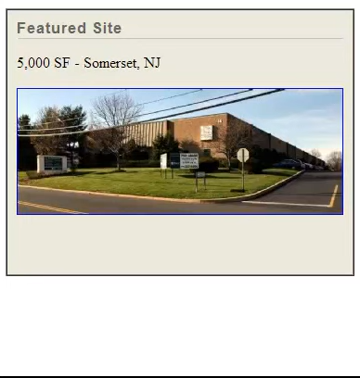 Featured Site
5,000 SF - Somerset, NJ